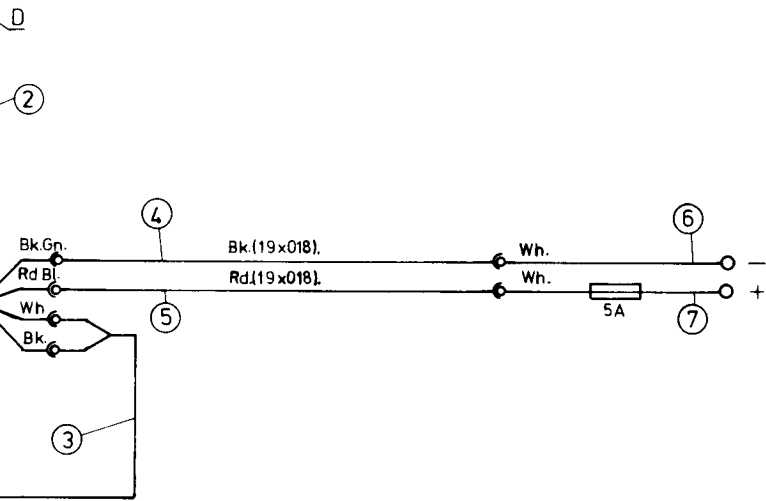 D
2
4
6
Bk.Gn.
Bk.(19x018).
Wh.
−
Rd Bl.
Rd.(19x018).
Wh.
+
5A
Wh
5
7
Bk.
3